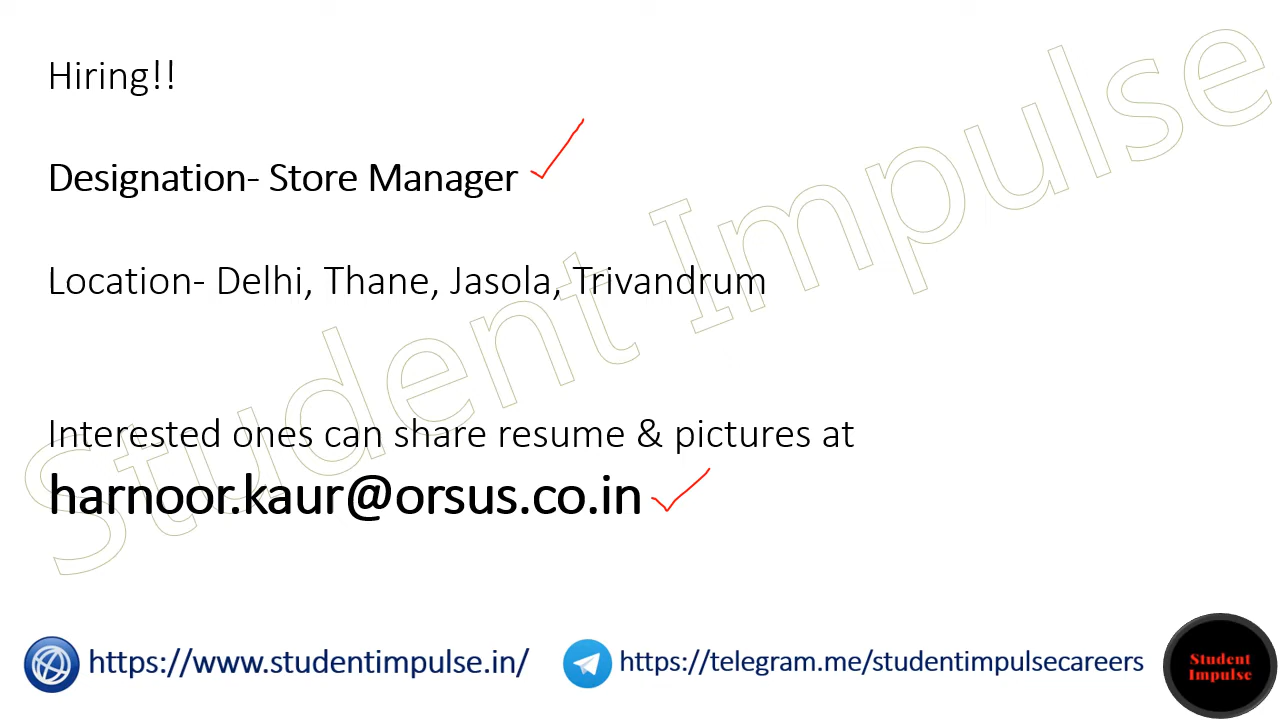 Hiring!!
Designation- Store Manager
Location- Delhi, Thane, Jasola, Trivandrum
Student Impulse
Interested ones can share resume & pictures at
harnoor.kaur@orsus.co.in
https://www.studentimpulse.in/
https://telegram.me/studentimpulsecareers
Student
Impulse